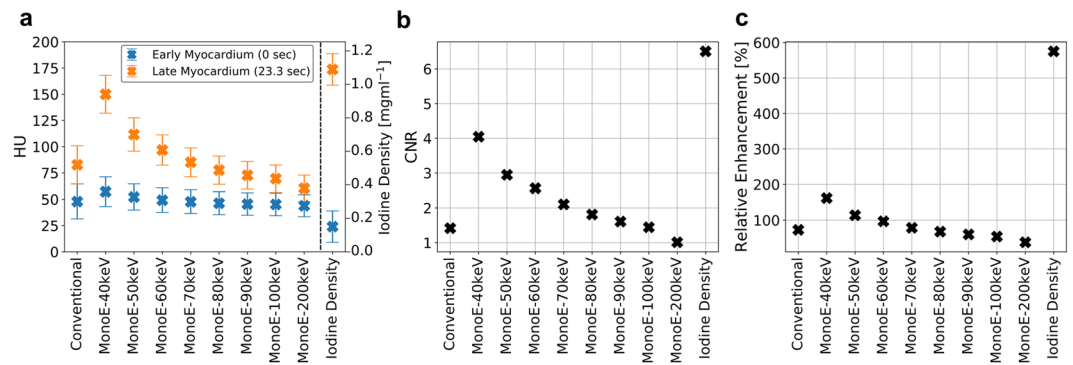 a
HU
200
175
150
125
100
75
50
25
0
Early Myocardium (0 sec)
Late Myocardium (23.3 sec)
1.2
1.0
0.8
0.6
0.4
0.2
0.0
Iodine Density [mgml⁻¹]
Conventional
MonoE-40keV
MonoE-50keV
MonoE-60keV
MonoE-70keV
MonoE-80keV
MonoE-90keV
MonoE-100keV
MonoE-200keV
Iodine Density
b
CNR
6
5
4
3
2
1
Conventional
MonoE-40keV
MonoE-50keV
MonoE-60keV
MonoE-70keV
MonoE-80keV
MonoE-90keV
MonoE-100keV
MonoE-200keV
Iodine Density
c
Relative Enhancement [%]
600
500
400
300
200
100
Conventional
MonoE-40keV
MonoE-50keV
MonoE-60keV
MonoE-70keV
MonoE-80keV
MonoE-90keV
MonoE-100keV
MonoE-200keV
Iodine Density